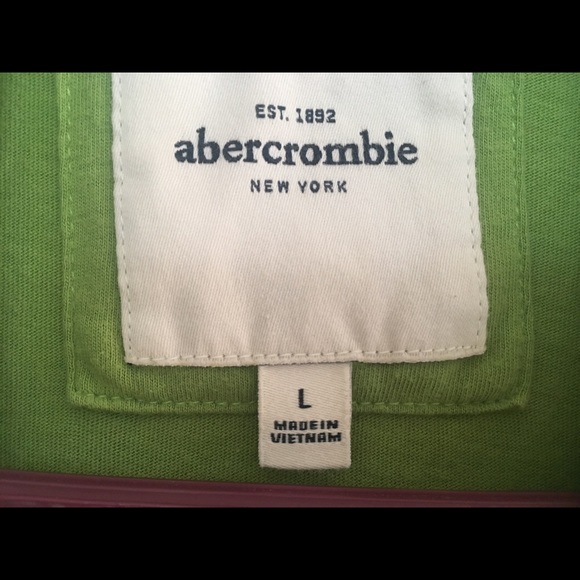 EST. 1892
abercrombie
NEW YORK
L
MADE IN
VIETNAM